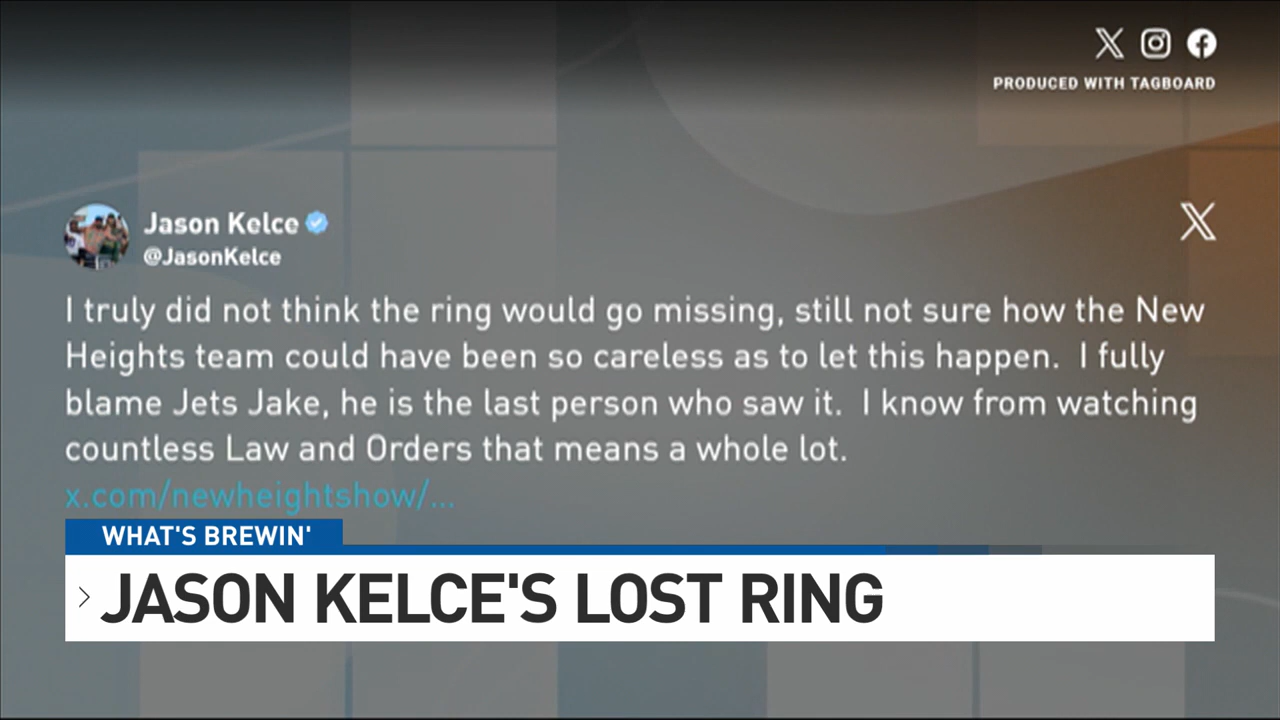 PRODUCED WITH TAGBOARD
Jason Kelce
@JasonKelce
I truly did not think the ring would go missing, still not sure how the New
Heights team could have been so careless as to let this happen.  I fully
blame Jets Jake, he is the last person who saw it.  I know from watching
countless Law and Orders that means a whole lot.
x.com/newheightshow/...
WHAT'S BREWIN'
JASON KELCE'S LOST RING